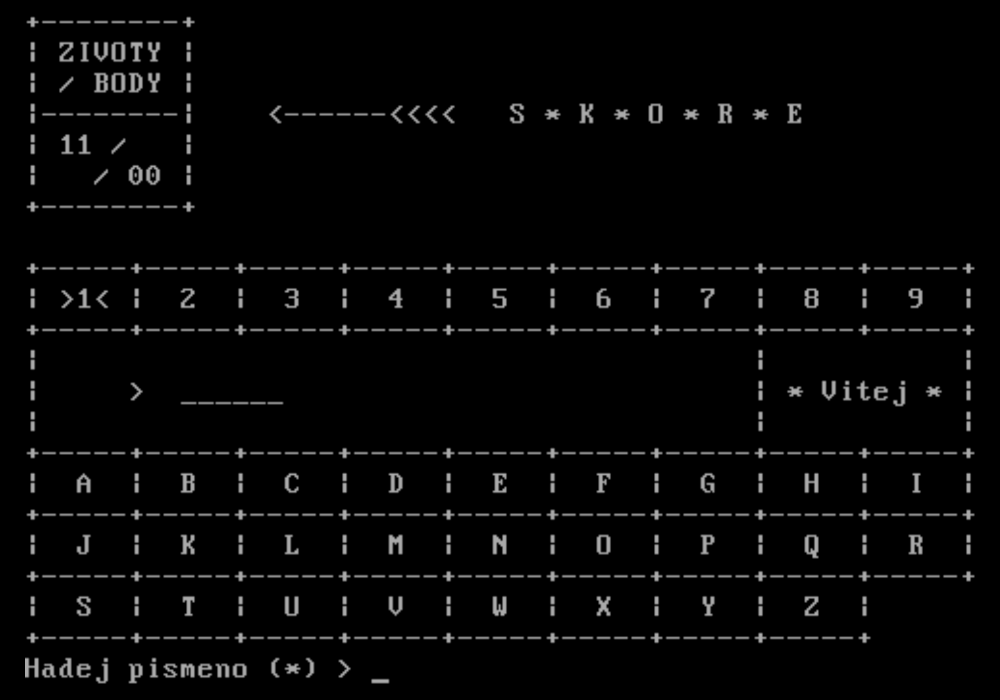 ZIVOTY
/ BODY
<------<<<< S * K * O * R * E
11 /
/ 00
>1< 2 3 4 5 6 7 8 9
> ______ * Vitej *
A B C D E F G H I
J K L M N O P Q R
S T U V W X Y Z
Hadej pismeno (*) > _